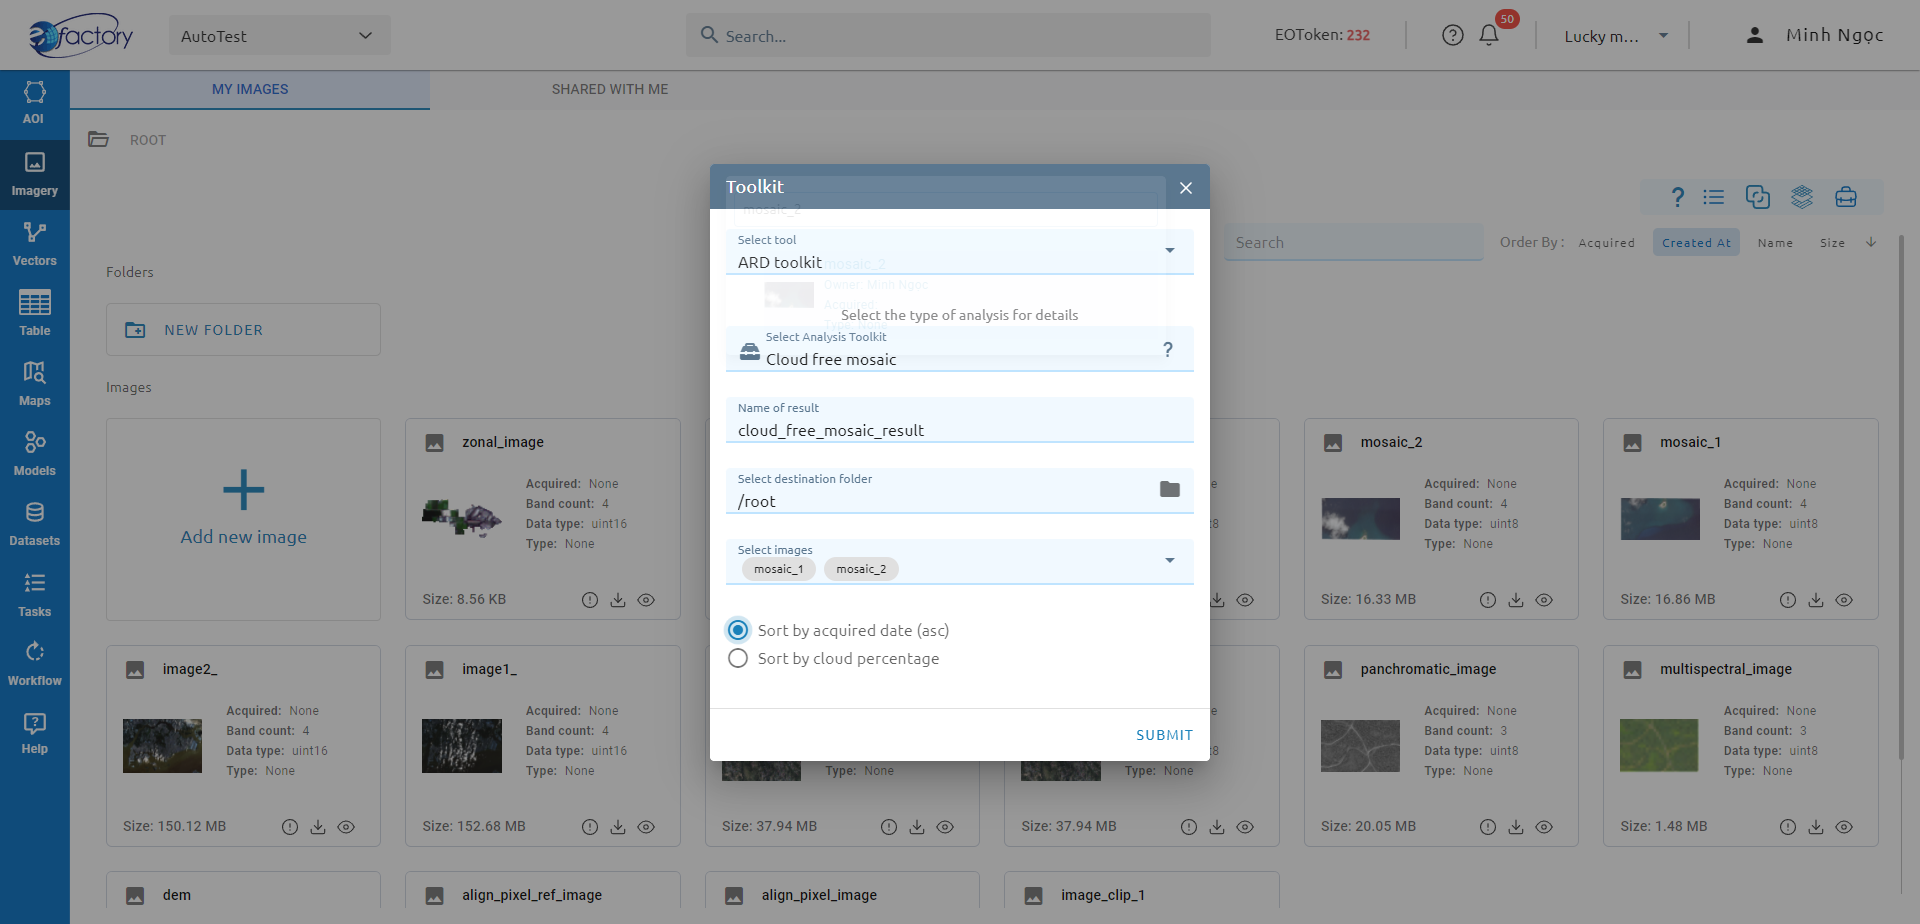 eofactory
AutoTest
Search...
EOToken: 232
50
Lucky m...
Minh Ngọc
AOI
Imagery
Vectors
Table
Maps
Models
Datasets
Tasks
Workflow
Help
MY IMAGES
SHARED WITH ME
ROOT
Search
Order By :
Acquired
Created At
Name
Size
Folders
NEW FOLDER
Images
Add new image
zonal_image
Acquired: None
Band count: 4
Data type: uint16
Type: None
Size: 8.56 KB
mosaic_2
Acquired: None
Band count: 4
Data type: uint8
Type: None
Size: 16.33 MB
mosaic_1
Acquired: None
Band count: 4
Data type: uint8
Type: None
Size: 16.86 MB
image2_
Acquired: None
Band count: 4
Data type: uint16
Type: None
Size: 150.12 MB
image1_
Acquired: None
Band count: 4
Data type: uint16
Type: None
Size: 152.68 MB
Type: None
Size: 37.94 MB
Type: None
Size: 37.94 MB
panchromatic_image
Acquired: None
Band count: 3
Data type: uint8
Type: None
Size: 20.05 MB
multispectral_image
Acquired: None
Band count: 3
Data type: uint8
Type: None
Size: 1.48 MB
dem
align_pixel_ref_image
align_pixel_image
image_clip_1
Toolkit
mosaic_2
Select tool
ARD toolkit
mosaic_2
Owner: Minh Ngọc
Acquired:
Select the type of analysis for details
Select Analysis Toolkit
Cloud free mosaic
?
Name of result
cloud_free_mosaic_result
Select destination folder
/root
Select images
mosaic_1
mosaic_2
Sort by acquired date (asc)
Sort by cloud percentage
SUBMIT